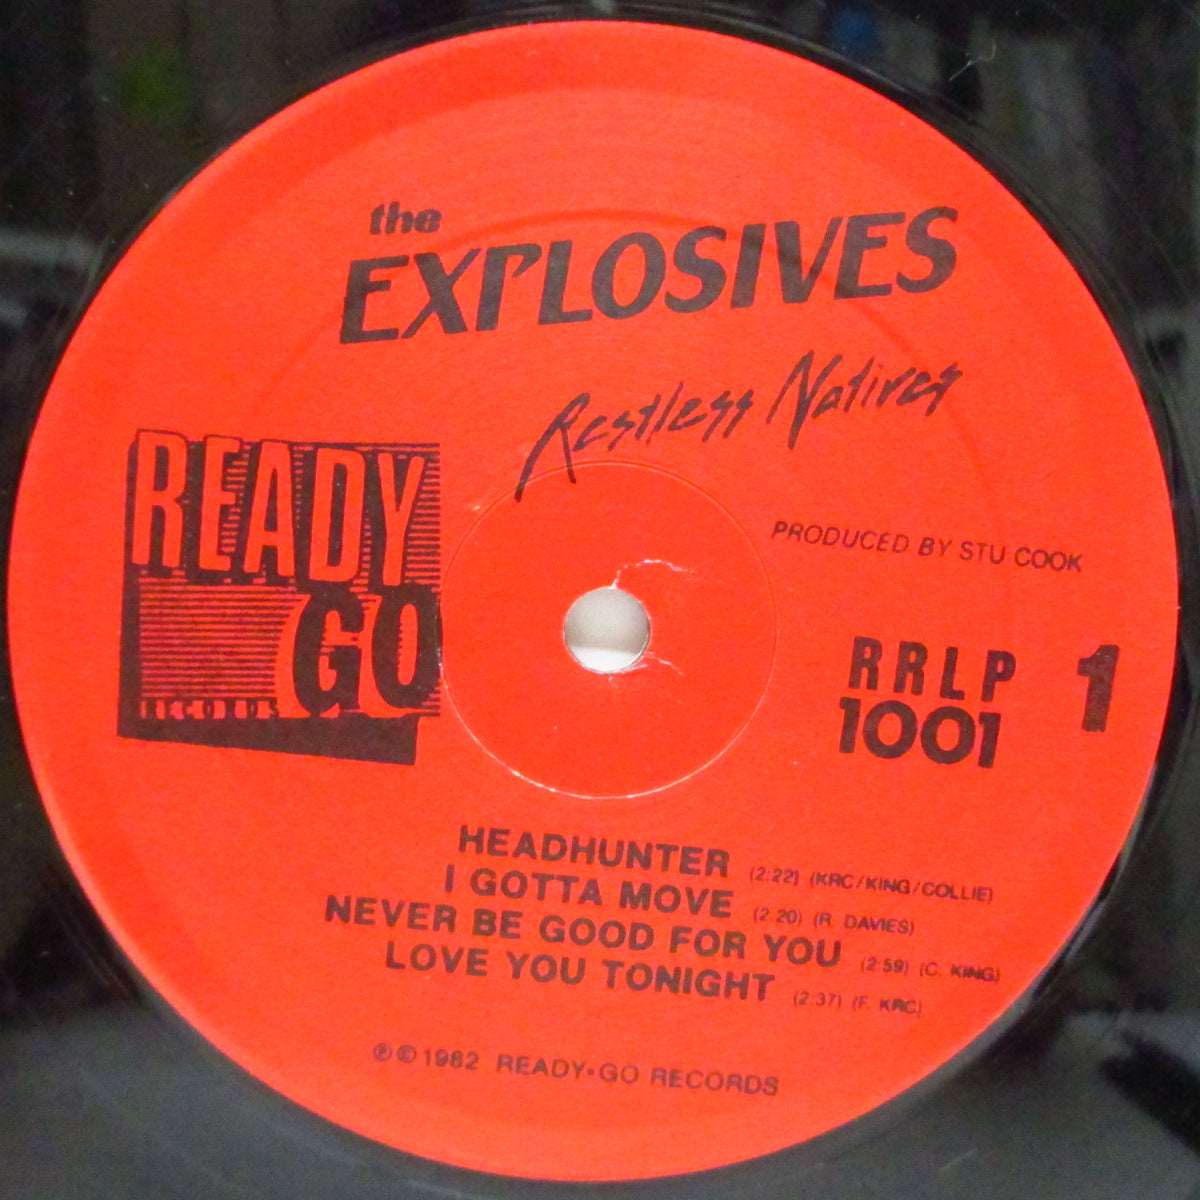 the
EXPLOSIVES
Restless Natives
READY
GO
RECORDS
PRODUCED BY STU COOK
RRLP 1
1001
HEADHUNTER (2:22) (KRC/KING/COLLIE)
I GOTTA MOVE (2:20) (R. DAVIES)
NEVER BE GOOD FOR YOU (2:59) (C. KING)
LOVE YOU TONIGHT (2:37) (F. KRC)
℗ © 1982 READY•GO RECORDS